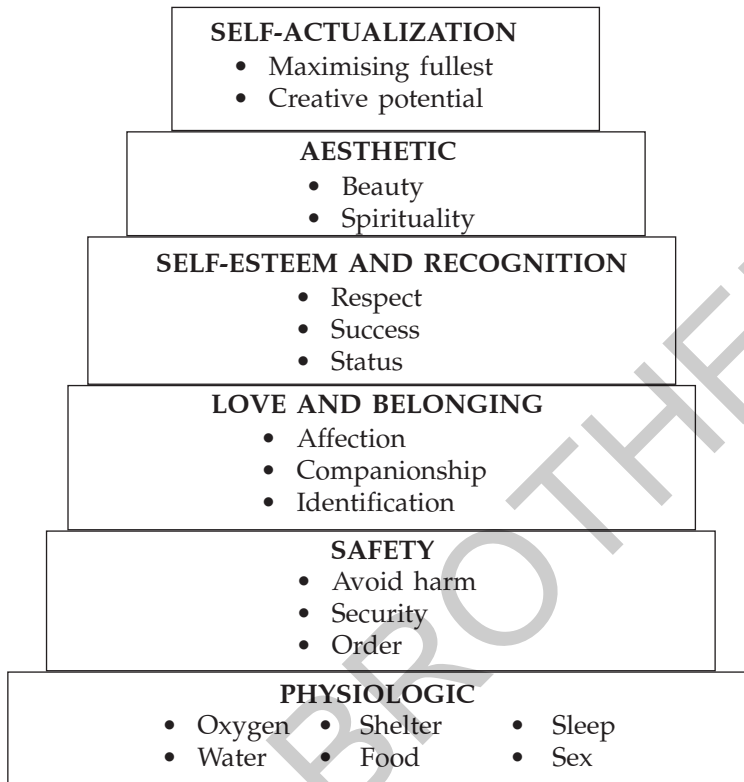 SELF-ACTUALIZATION
• Maximising fullest
• Creative potential
AESTHETIC
• Beauty
• Spirituality
SELF-ESTEEM AND RECOGNITION
• Respect
• Success
• Status
LOVE AND BELONGING
• Affection
• Companionship
• Identification
SAFETY
• Avoid harm
• Security
• Order
PHYSIOLOGIC
• Oxygen • Shelter • Sleep
• Water • Food • Sex